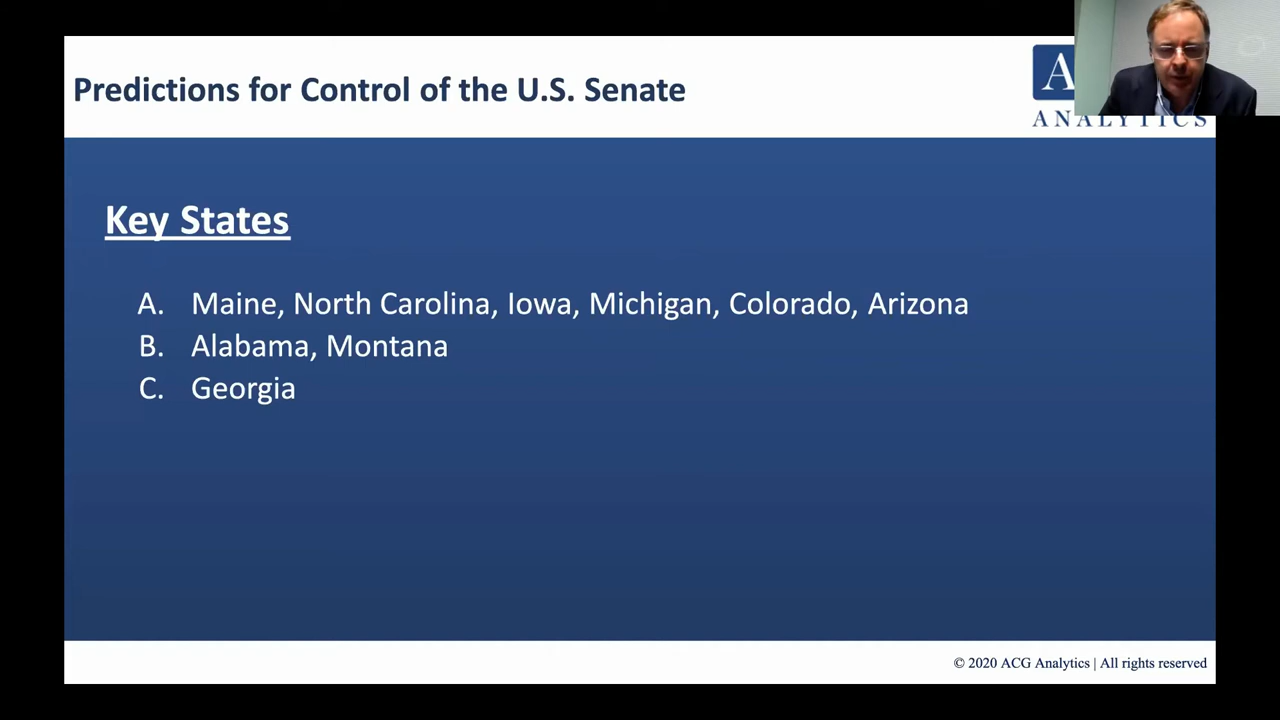 Predictions for Control of the U.S. Senate
A
ANALYTICS
Key States
A. Maine, North Carolina, Iowa, Michigan, Colorado, Arizona
B. Alabama, Montana
C. Georgia
© 2020 ACG Analytics | All rights reserved